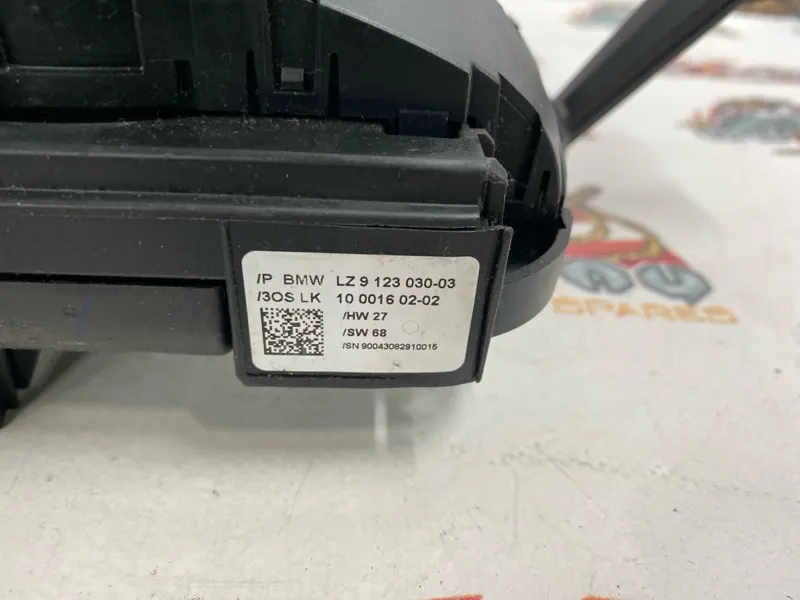 /P BMW LZ 9 123 030-03
/3OS LK 10 0016 02-02
/HW 27
/SW 68
/SN 90043082910015
SPARES